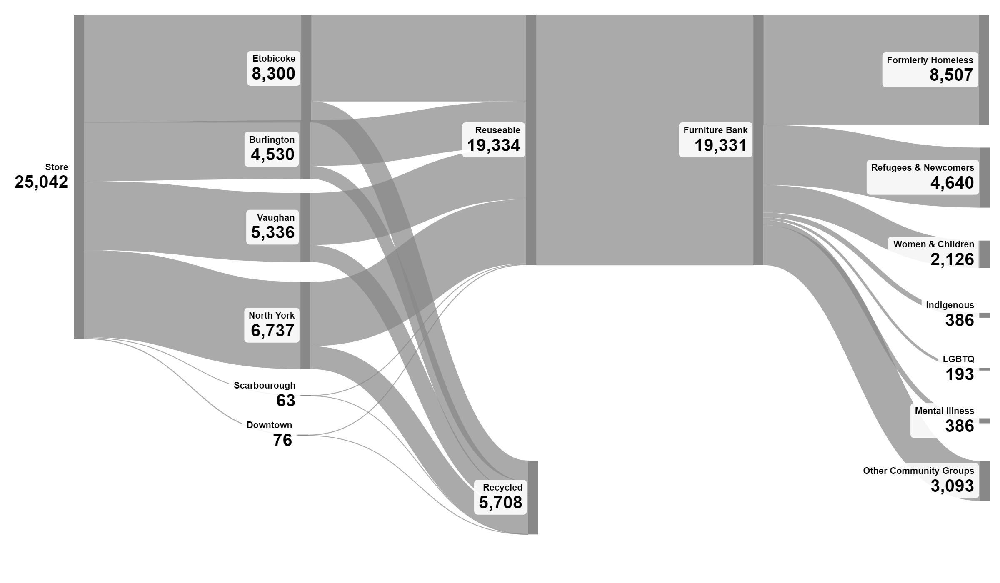 Store
25,042
Etobicoke
8,300
Burlington
4,530
Vaughan
5,336
North York
6,737
Scarbourough
63
Downtown
76
Reuseable
19,334
Recycled
5,708
Furniture Bank
19,331
Formlerly Homeless
8,507
Refugees & Newcomers
4,640
Women & Children
2,126
Indigenous
386
LGBTQ
193
Mental Illness
386
Other Community Groups
3,093